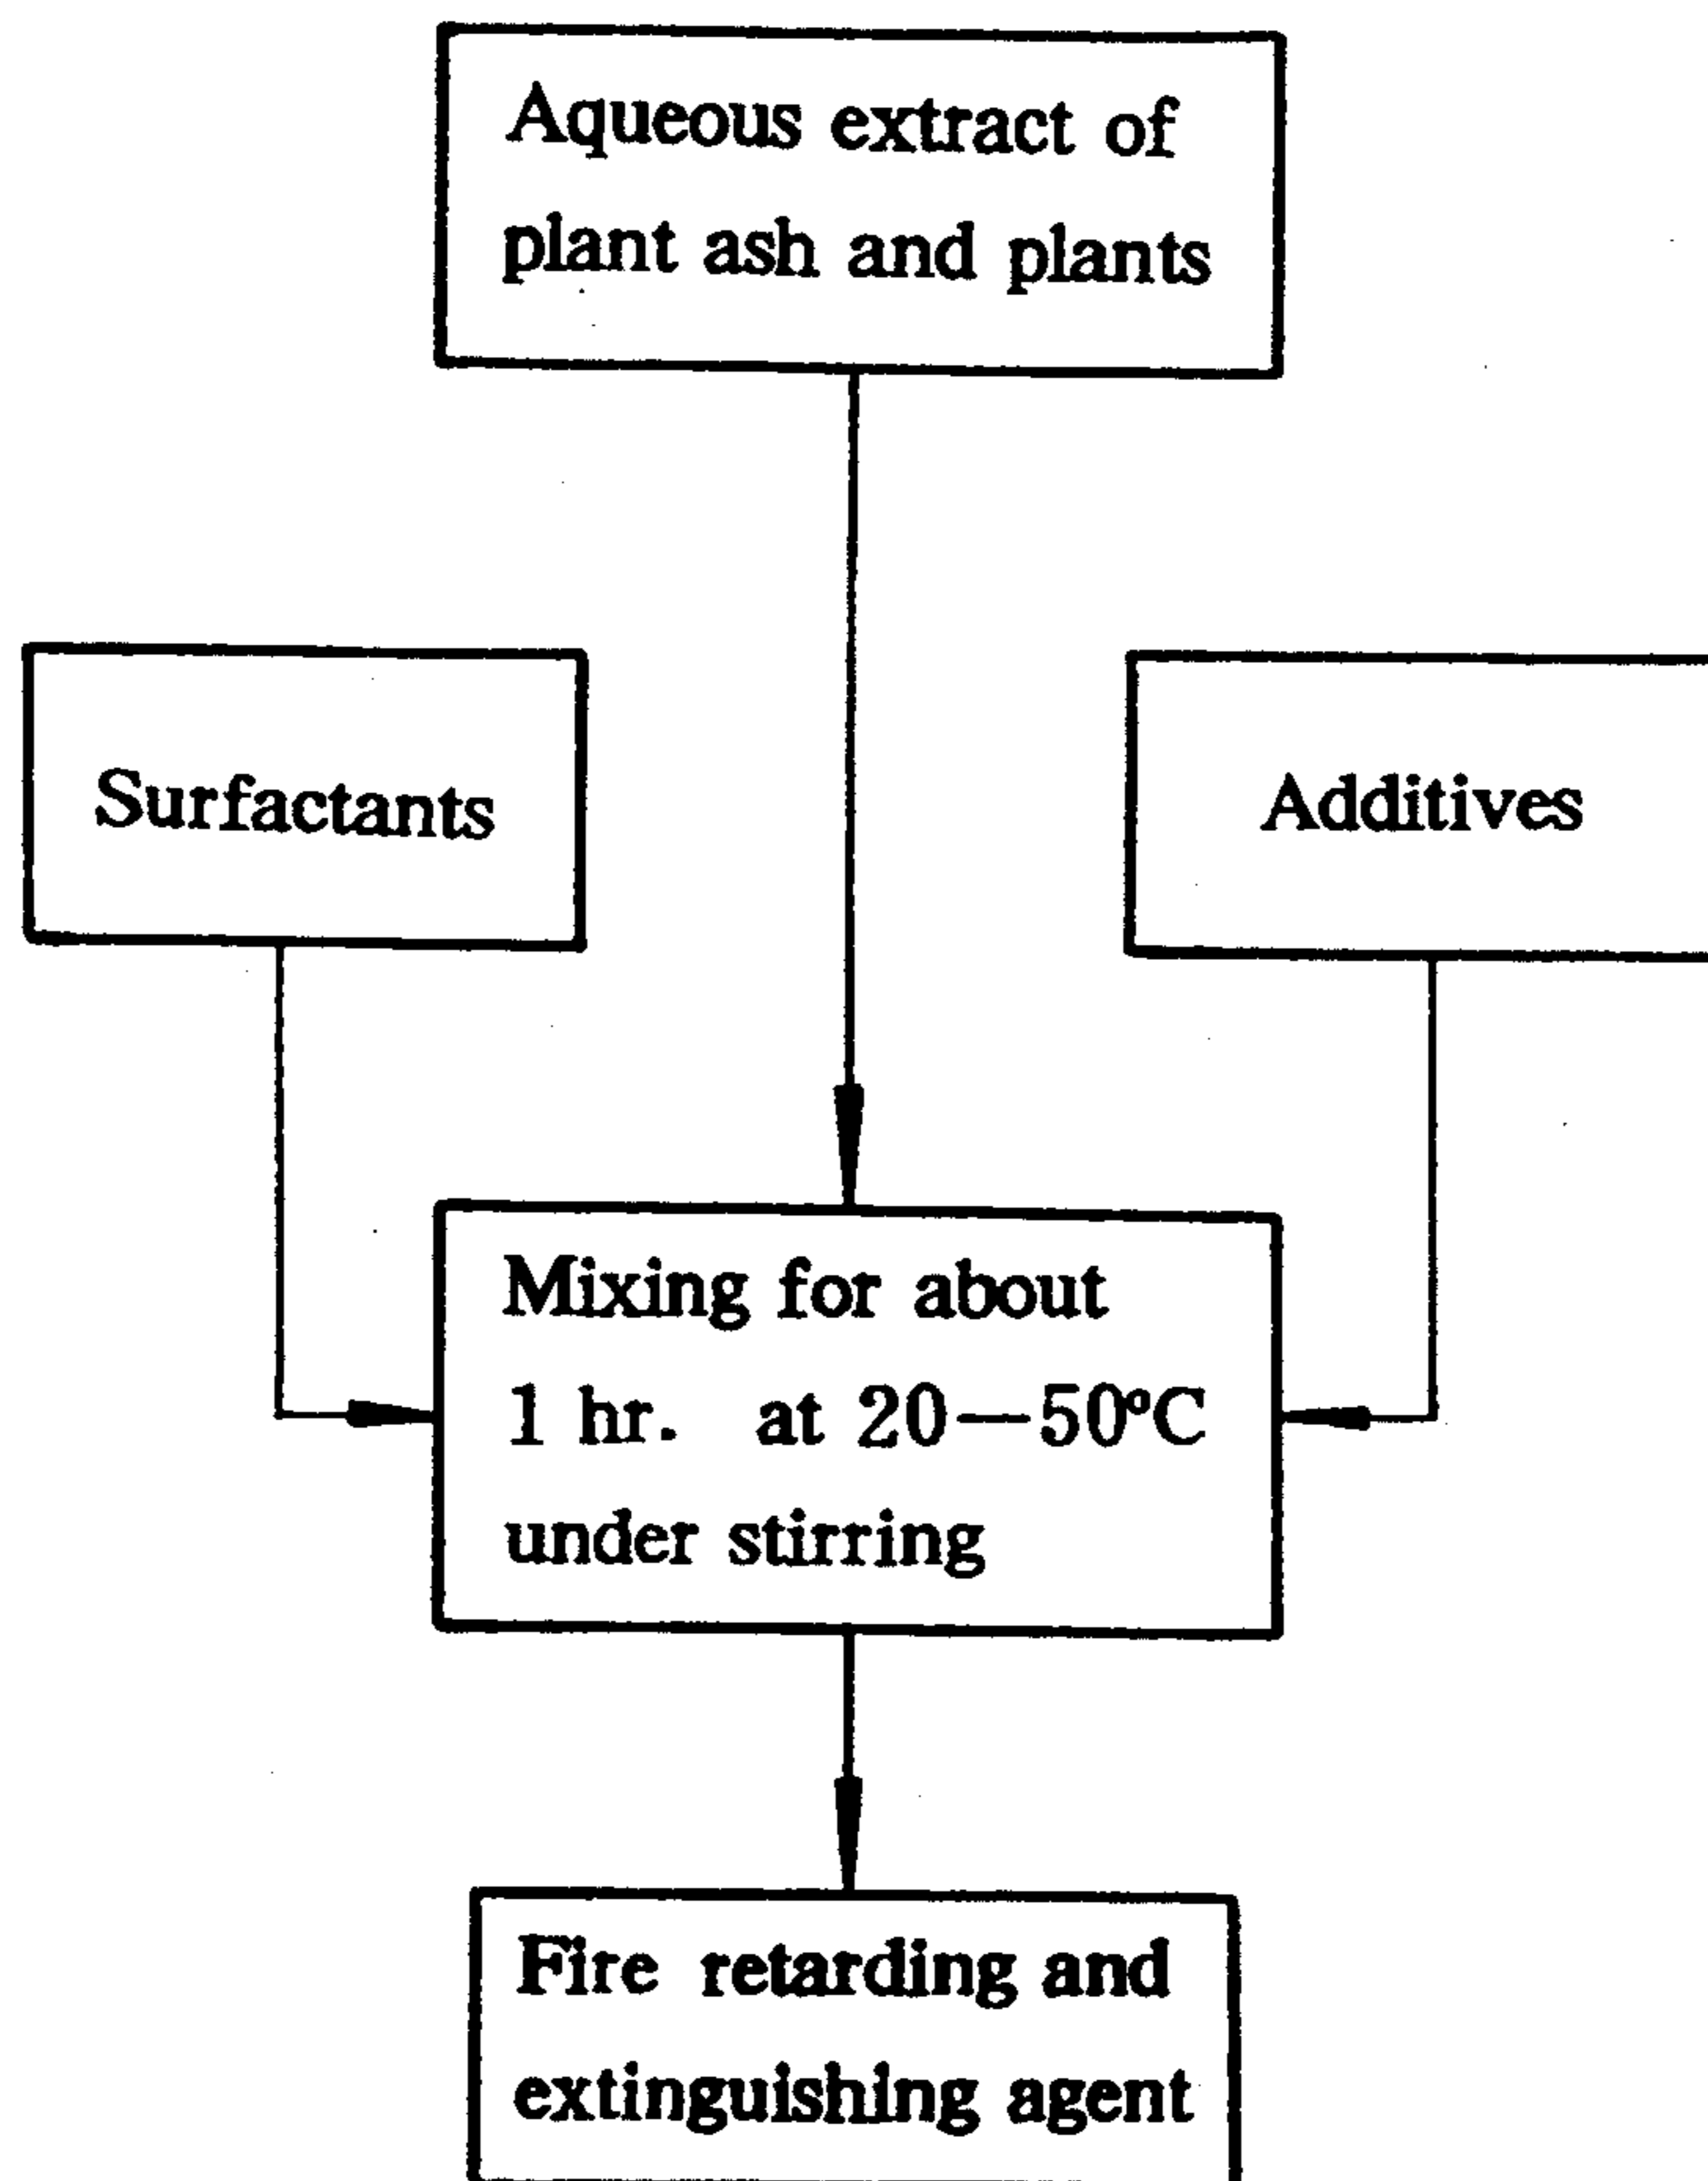 Aqueous extract of
plant ash and plants
Surfactants
Additives
Mixing for about
1 hr. at 20—50°C
under stirring
Fire retarding and
extinguishing agent